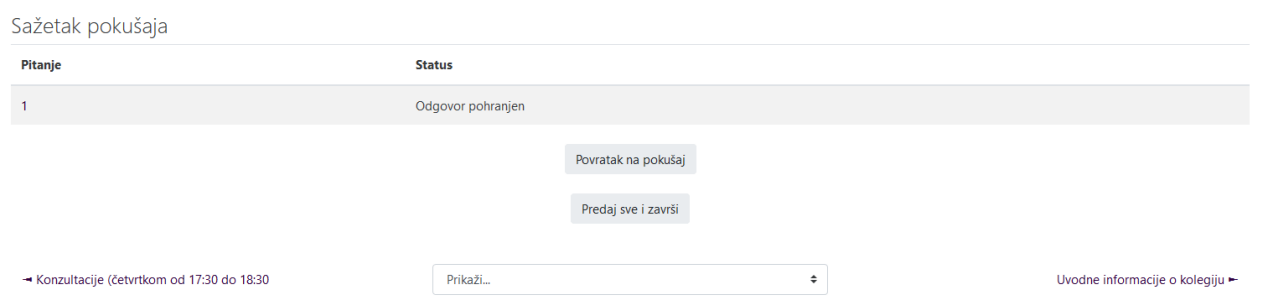 Sažetak pokušaja
Pitanje Status
1 Odgovor pohranjen
Povratak na pokušaj
Predaj sve i završi
◄ Konzultacije (četvrtkom od 17:30 do 18:30 Prikaži... Uvodne informacije o kolegiju ►